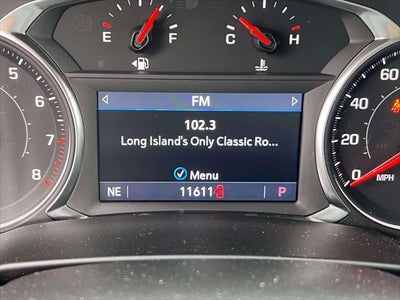 E F C H
FM
102.3
Long Island's Only Classic Ro...
Menu
NE 11611 P
5
6
7
8
60
40
20
0 MPH